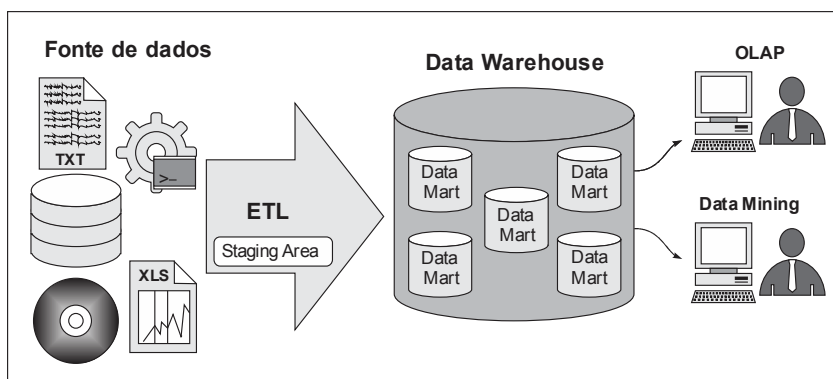 Fonte de dados
TXT
>_
XLS
ETL
Staging Area
Data Warehouse
Data
Mart
Data
Mart
Data
Mart
Data
Mart
Data
Mart
OLAP
Data Mining